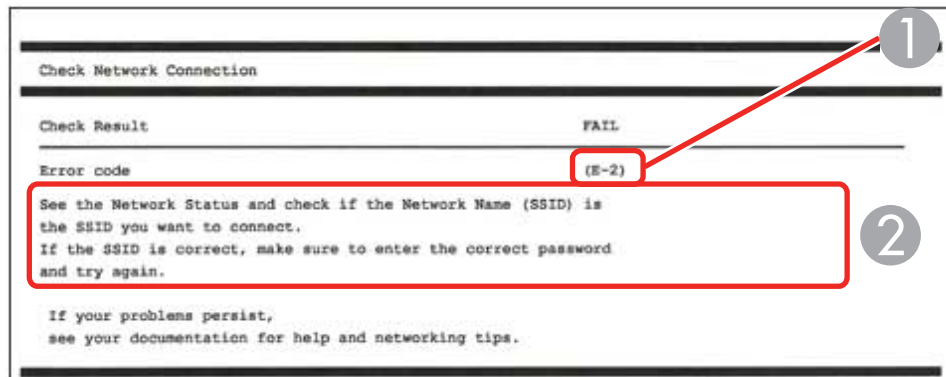 1
Check Network Connection
Check Result FAIL
Error code (E-2)
See the Network Status and check if the Network Name (SSID) is
the SSID you want to connect.
If the SSID is correct, make sure to enter the correct password
and try again.
2
If your problems persist,
see your documentation for help and networking tips.